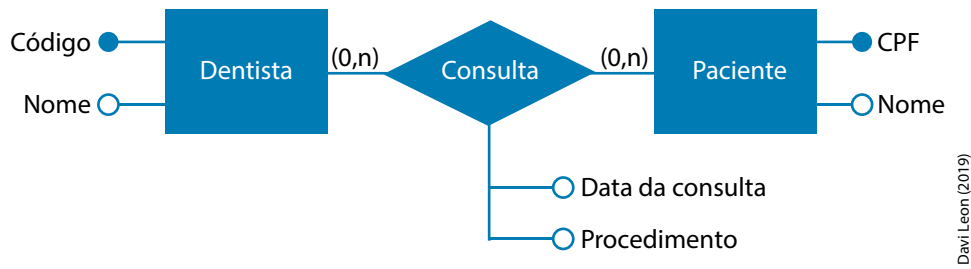 Código
Nome
Dentista
(0,n)
Consulta
(0,n)
Paciente
CPF
Nome
Data da consulta
Procedimento
Davi Leon (2019)